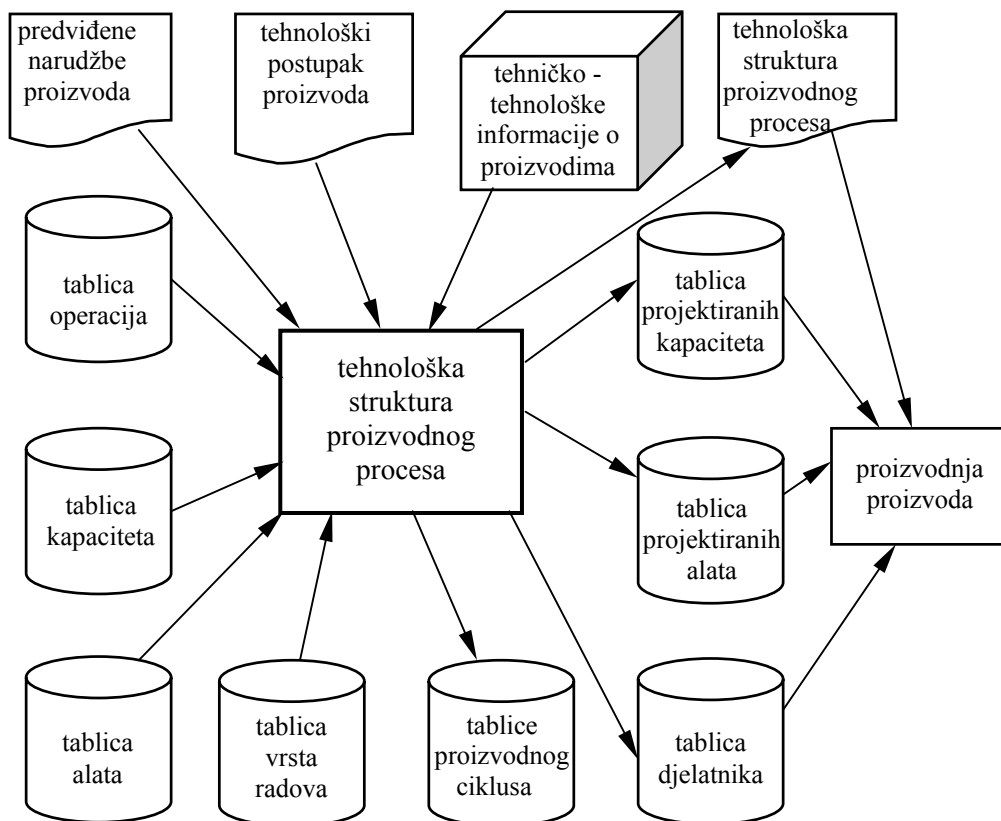 predviđene
narudžbe
proizvoda
tehnološki
postupak
proizvoda
tehničko -
tehnološke
informacije o
proizvodima
tehnološka
struktura
proizvodnog
procesa
tablica
operacija
tablica
projektiranih
kapaciteta
tehnološka
struktura
proizvodnog
procesa
tablica
kapaciteta
tablica
projektiranih
alata
proizvodnja
proizvoda
tablica
alata
tablica
vrsta
radova
tablice
proizvodnog
ciklusa
tablica
djelatnika